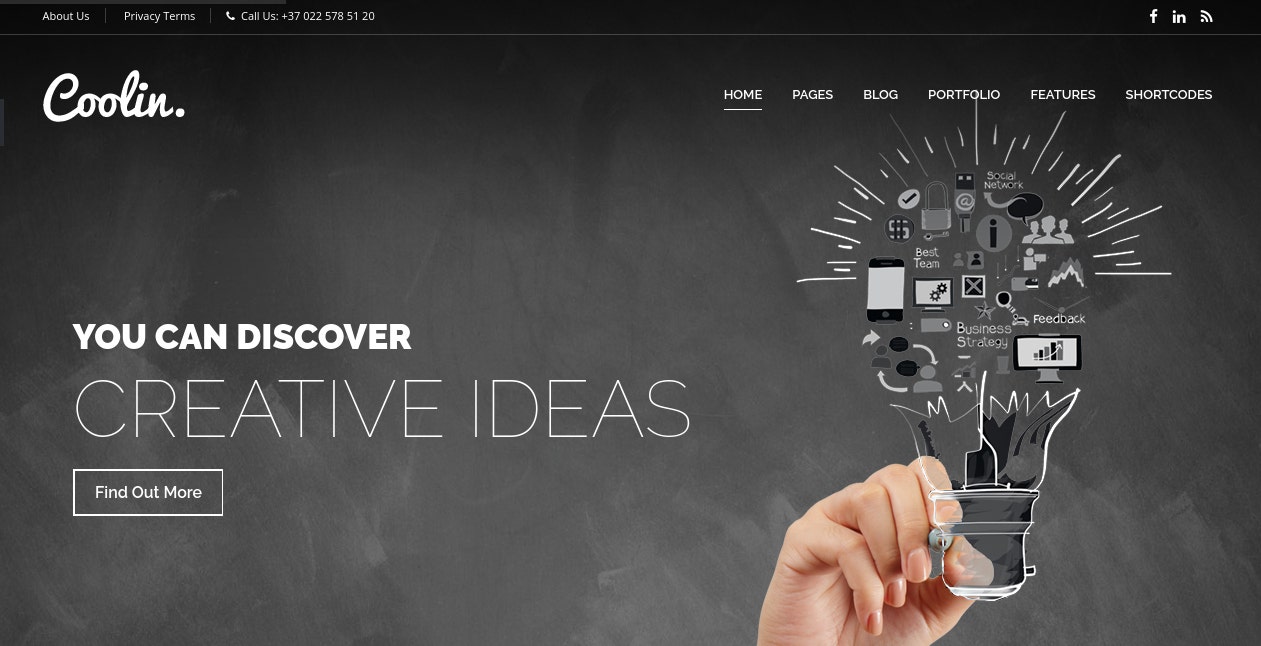 About Us
Privacy Terms
Call Us: +37 022 578 51 20
Coolin.
HOME
PAGES
BLOG
PORTFOLIO
FEATURES
SHORTCODES
Social
Network
Best
Team
Business
Strategy
Feedback
YOU CAN DISCOVER
CREATIVE IDEAS
Find Out More